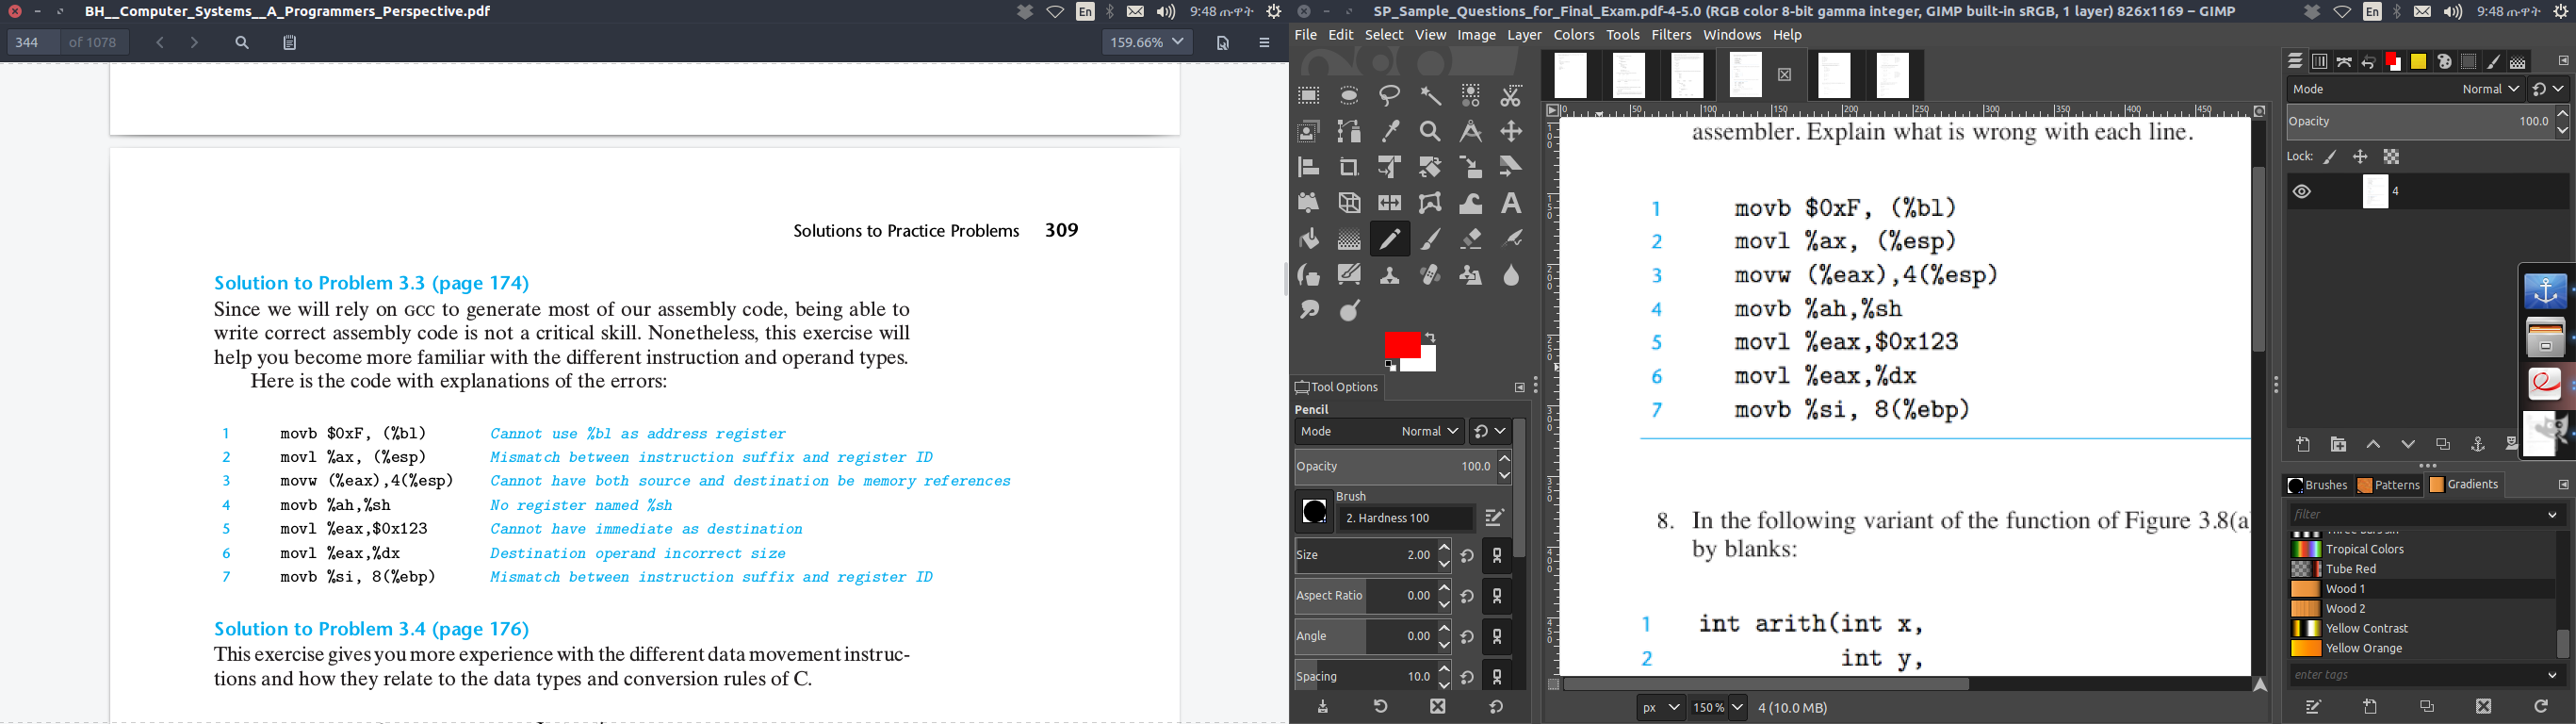 BH__Computer_Systems__A_Programmers_Perspective.pdf
En
9:48 ጡዋት
344 of 1078
159.66%
Solutions to Practice Problems 309
Solution to Problem 3.3 (page 174)
Since we will rely on GCC to generate most of our assembly code, being able to
write correct assembly code is not a critical skill. Nonetheless, this exercise will
help you become more familiar with the different instruction and operand types.
Here is the code with explanations of the errors:
1 movb $0xF, (%bl) Cannot use %bl as address register
2 movl %ax, (%esp) Mismatch between instruction suffix and register ID
3 movw (%eax),4(%esp) Cannot have both source and destination be memory references
4 movb %ah,%sh No register named %sh
5 movl %eax,$0x123 Cannot have immediate as destination
6 movl %eax,%dx Destination operand incorrect size
7 movb %si, 8(%ebp) Mismatch between instruction suffix and register ID
Solution to Problem 3.4 (page 176)
This exercise gives you more experience with the different data movement instruc-
tions and how they relate to the data types and conversion rules of C.
SP_Sample_Questions_for_Final_Exam.pdf-4-5.0 (RGB color 8-bit gamma integer, GIMP built-in sRGB, 1 layer) 826x1169 – GIMP
En
9:48 ጡዋት
File Edit Select View Image Layer Colors Tools Filters Windows Help
Tool Options
Pencil
Mode Normal
Opacity 100.0
Brush
2. Hardness 100
Size 2.00
Aspect Ratio 0.00
Angle 0.00
Spacing 10.0
0 50 100 150 200 250 300 350 400 450
assembler. Explain what is wrong with each line.
1 movb $0xF, (%bl)
2 movl %ax, (%esp)
3 movw (%eax),4(%esp)
4 movb %ah,%sh
5 movl %eax,$0x123
6 movl %eax,%dx
7 movb %si, 8(%ebp)
8. In the following variant of the function of Figure 3.8(a
by blanks:
1 int arith(int x,
2 int y,
px 150 % 4 (10.0 MB)
Mode Normal
Opacity 100.0
Lock:
4
Brushes Patterns Gradients
filter
Tropical Colors
Tube Red
Wood 1
Wood 2
Yellow Contrast
Yellow Orange
enter tags